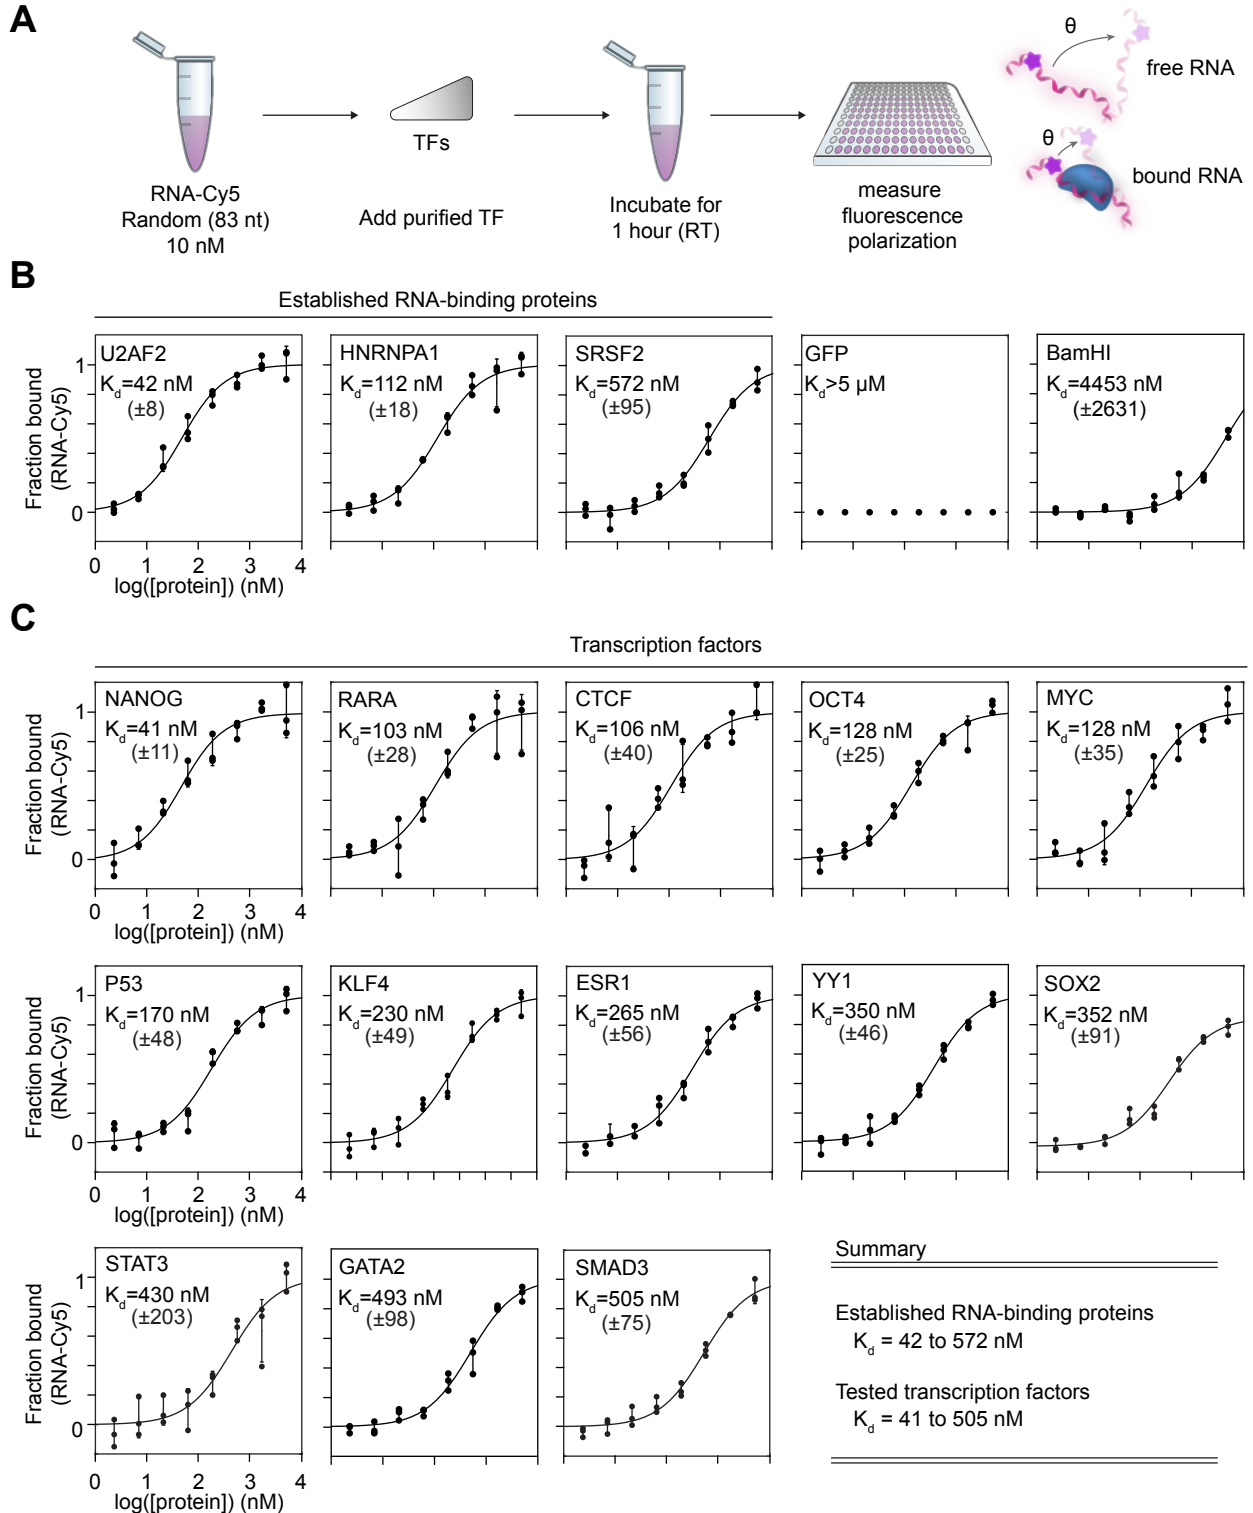 A
θ
free RNA
θ
bound RNA
TFs
RNA-Cy5
Random (83 nt)
10 nM
Add purified TF
Incubate for
1 hour (RT)
measure
fluorescence
polarization
B
Established RNA-binding proteins
Fraction bound
(RNA-Cy5)
1
0
U2AF2
Kd=42 nM
(±8)
0 1 2 3 4
log([protein]) (nM)
HNRNPA1
Kd=112 nM
(±18)
SRSF2
Kd=572 nM
(±95)
GFP
Kd>5 µM
BamHI
Kd=4453 nM
(±2631)
C
Transcription factors
Fraction bound
(RNA-Cy5)
1
0
NANOG
Kd=41 nM
(±11)
0 1 2 3 4
log([protein]) (nM)
RARA
Kd=103 nM
(±28)
CTCF
Kd=106 nM
(±40)
OCT4
Kd=128 nM
(±25)
MYC
Kd=128 nM
(±35)
Fraction bound
(RNA-Cy5)
1
0
P53
Kd=170 nM
(±48)
0 1 2 3 4
log([protein]) (nM)
KLF4
Kd=230 nM
(±49)
ESR1
Kd=265 nM
(±56)
YY1
Kd=350 nM
(±46)
SOX2
Kd=352 nM
(±91)
Fraction bound
(RNA-Cy5)
1
0
STAT3
Kd=430 nM
(±203)
0 1 2 3 4
log([protein]) (nM)
GATA2
Kd=493 nM
(±98)
SMAD3
Kd=505 nM
(±75)
Summary
Established RNA-binding proteins
Kd = 42 to 572 nM
Tested transcription factors
Kd = 41 to 505 nM